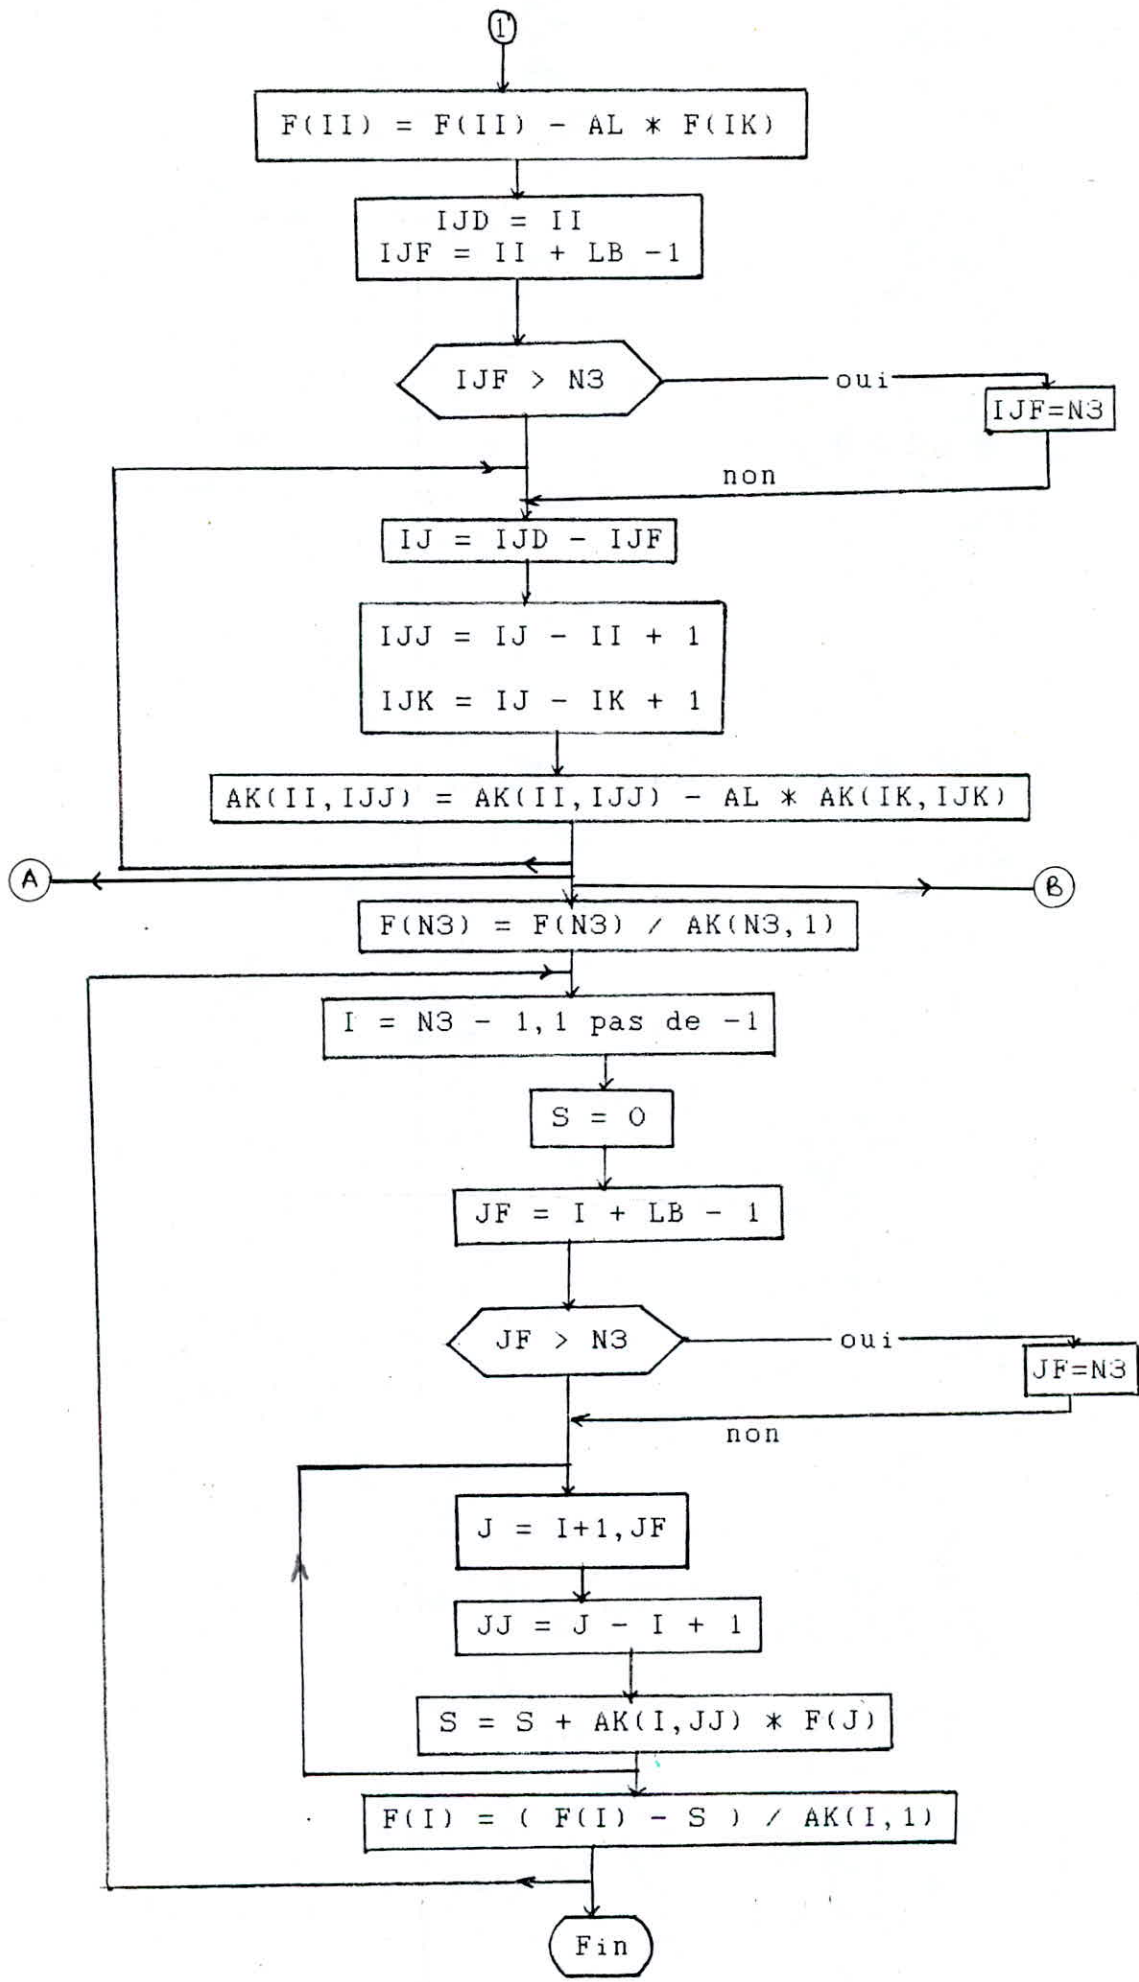 1
F(II) = F(II) - AL * F(IK)
IJD = II
IJF = II + LB -1
IJF > N3
oui
IJF=N3
non
IJ = IJD - IJF
IJJ = IJ - II + 1
IJK = IJ - IK + 1
AK(II,IJJ) = AK(II,IJJ) - AL * AK(IK,IJK)
A
B
F(N3) = F(N3) / AK(N3,1)
I = N3 - 1,1 pas de -1
S = 0
JF = I + LB - 1
JF > N3
oui
JF=N3
non
J = I+1,JF
JJ = J - I + 1
S = S + AK(I,JJ) * F(J)
F(I) = ( F(I) - S ) / AK(I,1)
Fin